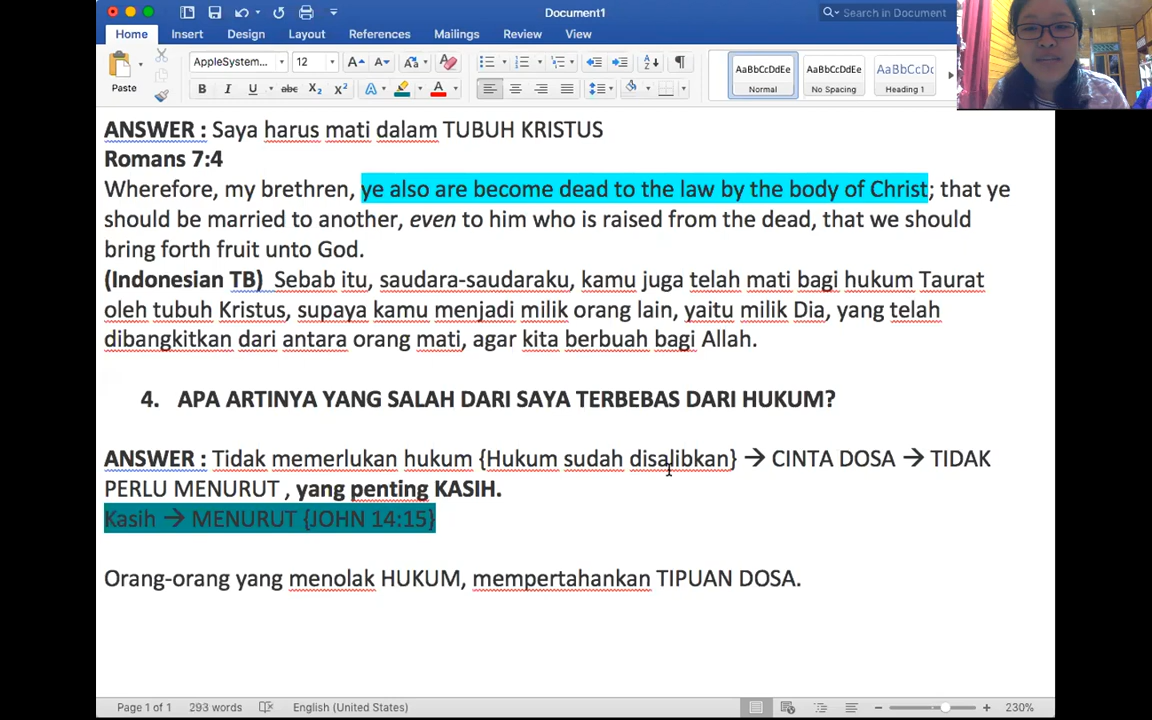 Document1
Search in Document
Home Insert Design Layout References Mailings Review View
Paste
AppleSystem... 12
AaBbCcDdEe AaBbCcDdEe AaBbCcDc
Normal No Spacing Heading 1
ANSWER : Saya harus mati dalam TUBUH KRISTUS
Romans 7:4
Wherefore, my brethren, ye also are become dead to the law by the body of Christ; that ye
should be married to another, even to him who is raised from the dead, that we should
bring forth fruit unto God.
(Indonesian TB) Sebab itu, saudara-saudaraku, kamu juga telah mati bagi hukum Taurat
oleh tubuh Kristus, supaya kamu menjadi milik orang lain, yaitu milik Dia, yang telah
dibangkitkan dari antara orang mati, agar kita berbuah bagi Allah.
4. APA ARTINYA YANG SALAH DARI SAYA TERBEBAS DARI HUKUM?
ANSWER : Tidak memerlukan hukum {Hukum sudah disalibkan} → CINTA DOSA → TIDAK
PERLU MENURUT , yang penting KASIH.
Kasih → MENURUT {JOHN 14:15}
Orang-orang yang menolak HUKUM, mempertahankan TIPUAN DOSA.
Page 1 of 1 293 words English (United Kingdom) 230%